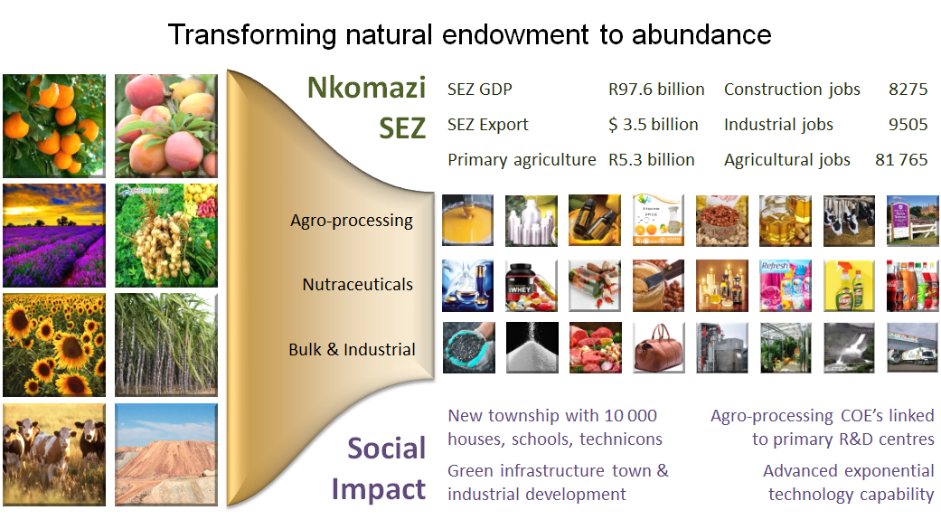 Transforming natural endowment to abundance
Nkomazi
SEZ
SEZ GDP R97.6 billion Construction jobs 8275
SEZ Export $ 3.5 billion Industrial jobs 9505
Primary agriculture R5.3 billion Agricultural jobs 81 765
Agro-processing
Nutraceuticals
Bulk & Industrial
Refresh
WHEY
Social
Impact
New township with 10 000
houses, schools, technicons
Green infrastructure town &
industrial development
Agro-processing COE's linked
to primary R&D centres
Advanced exponential
technology capability